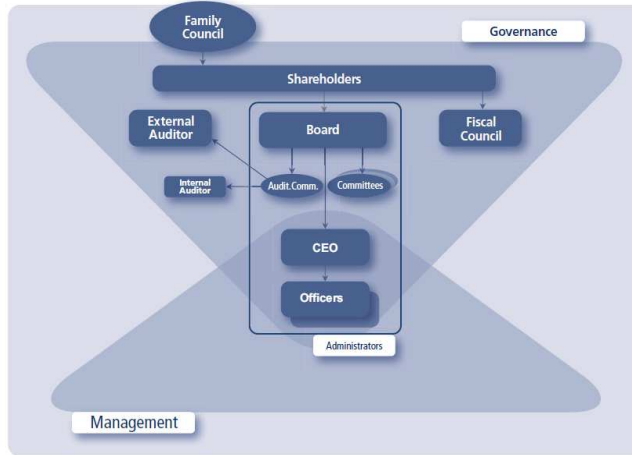 Family
Council
Governance
Shareholders
External
Auditor
Board
Fiscal
Council
Internal
Auditor
Audit.Comm.
Committees
CEO
Officers
Administrators
Management